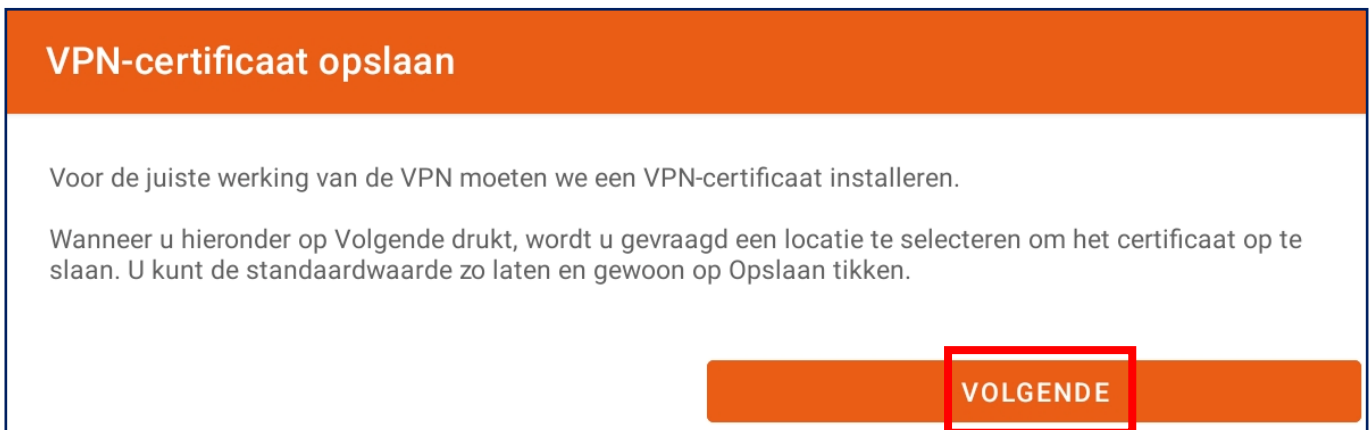 VPN-certificaat opslaan
Voor de juiste werking van de VPN moeten we een VPN-certificaat installeren.
Wanneer u hieronder op Volgende drukt, wordt u gevraagd een locatie te selecteren om het certificaat op te
slaan. U kunt de standaardwaarde zo laten en gewoon op Opslaan tikken.
VOLGENDE